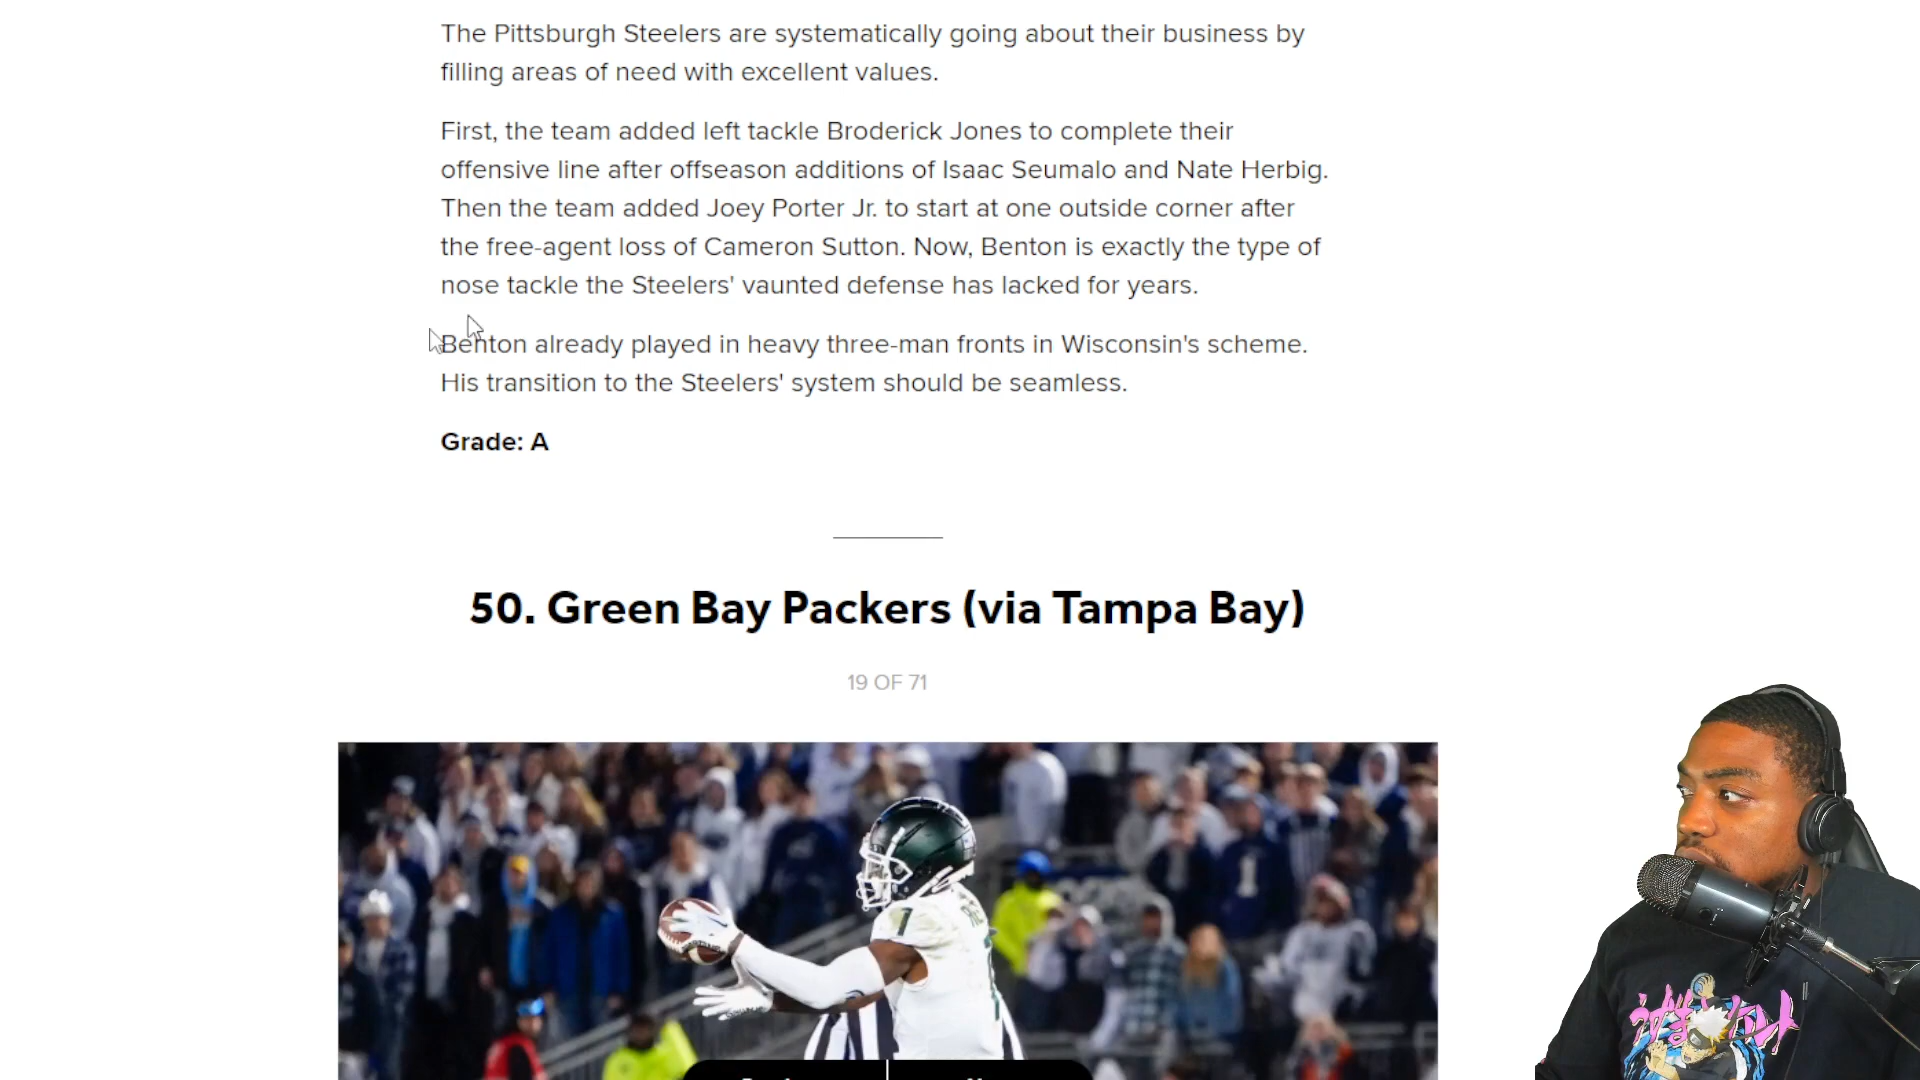 The Pittsburgh Steelers are systematically going about their business by
filling areas of need with excellent values.
First, the team added left tackle Broderick Jones to complete their
offensive line after offseason additions of Isaac Seumalo and Nate Herbig.
Then the team added Joey Porter Jr. to start at one outside corner after
the free-agent loss of Cameron Sutton. Now, Benton is exactly the type of
nose tackle the Steelers' vaunted defense has lacked for years.
Benton already played in heavy three-man fronts in Wisconsin's scheme.
His transition to the Steelers' system should be seamless.
Grade: A
50. Green Bay Packers (via Tampa Bay)
19 OF 71
7
1